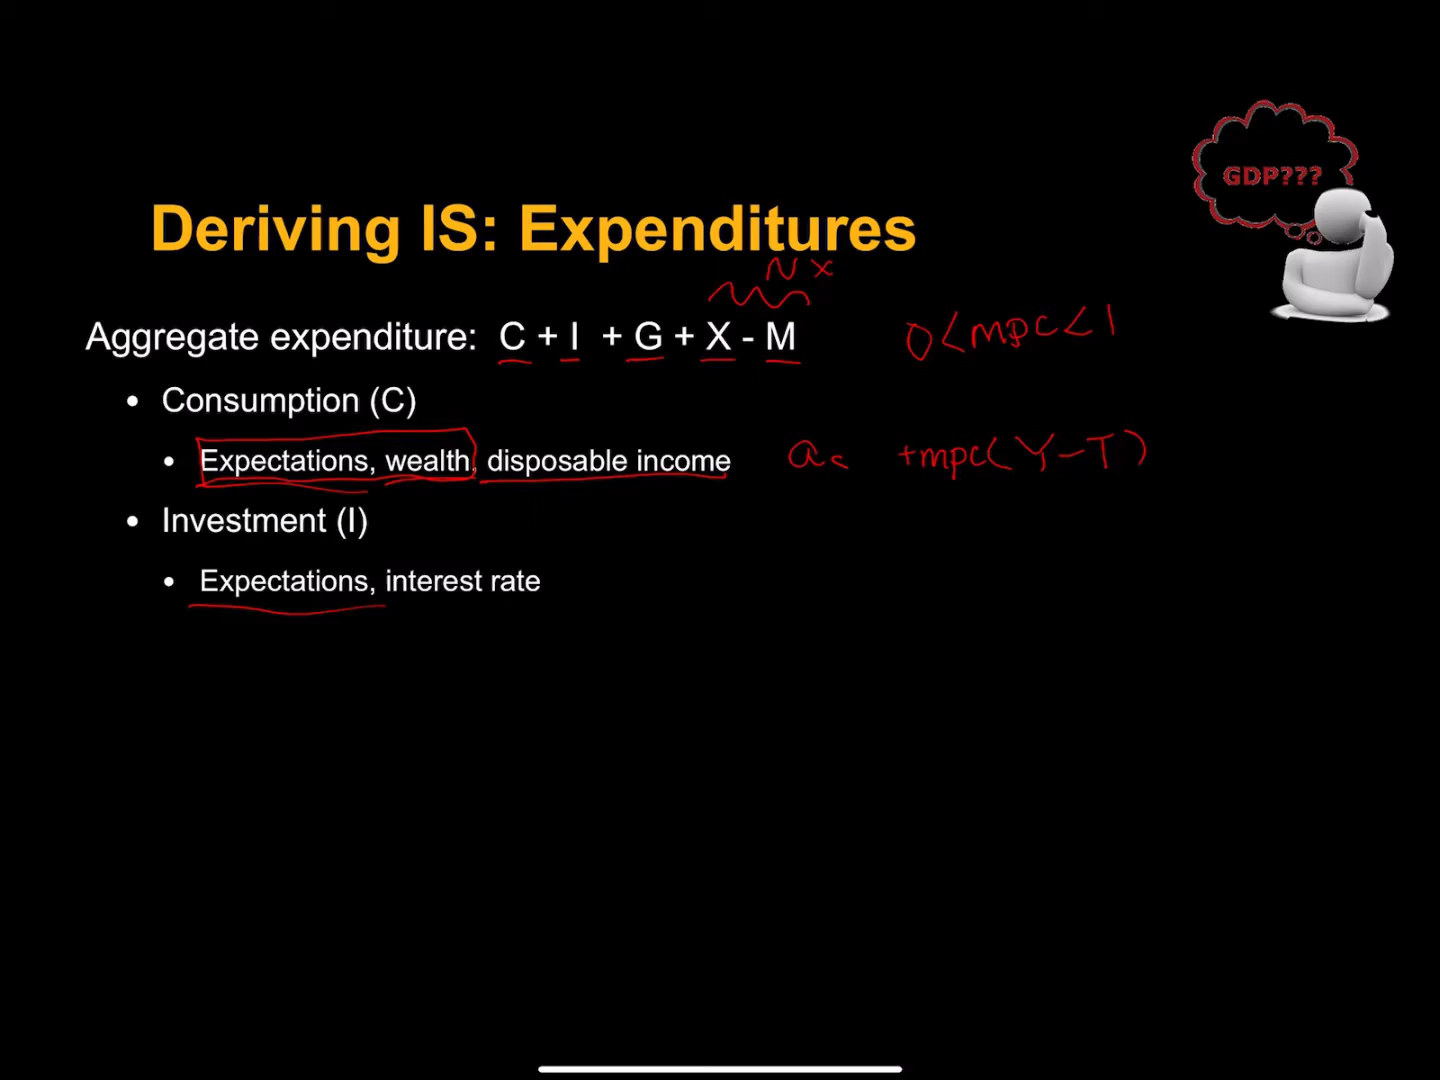 GDP???
Deriving IS: Expenditures
NX
Aggregate expenditure: C + I + G + X - M
0<mpc<1
• Consumption (C)
• Expectations, wealth, disposable income
a_c +mpc(Y-T)
• Investment (I)
• Expectations, interest rate